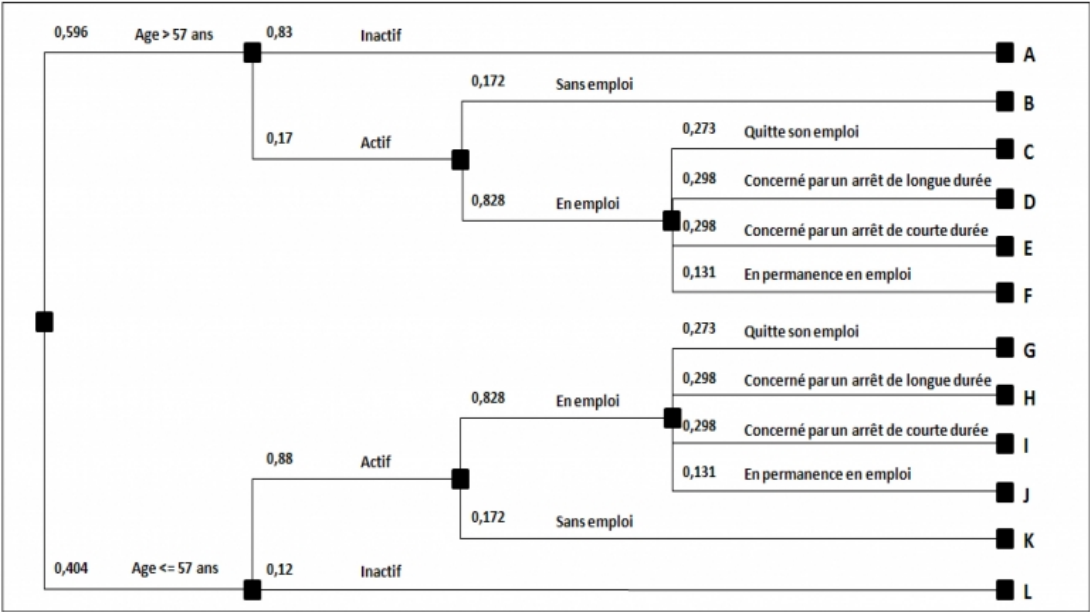 0,596 Age > 57 ans 0,83 Inactif A
0,172 Sans emploi B
0,17 Actif
0,273 Quitte son emploi C
0,298 Concerné par un arrêt de longue durée D
0,828 En emploi
0,298 Concerné par un arrêt de courte durée E
0,131 En permanence en emploi F
0,273 Quitte son emploi G
0,298 Concerné par un arrêt de longue durée H
0,828 En emploi
0,298 Concerné par un arrêt de courte durée I
0,88 Actif
0,131 En permanence en emploi J
0,172 Sans emploi K
0,404 Age <= 57 ans 0,12 Inactif L